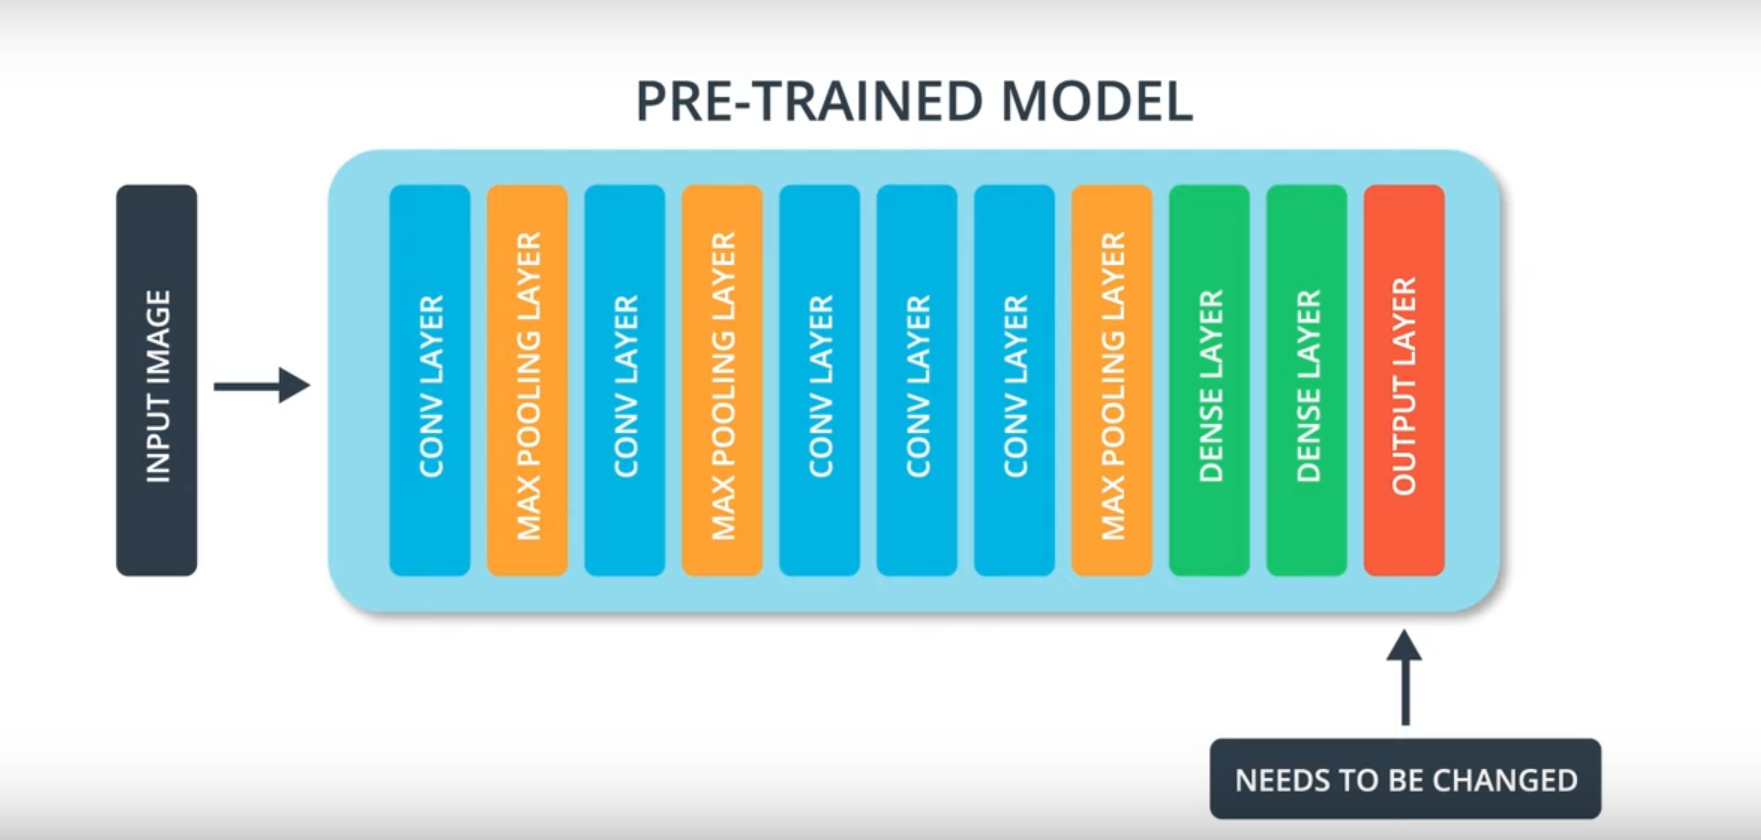 PRE-TRAINED MODEL
INPUT IMAGE
CONV LAYER
MAX POOLING LAYER
CONV LAYER
MAX POOLING LAYER
CONV LAYER
CONV LAYER
CONV LAYER
MAX POOLING LAYER
DENSE LAYER
DENSE LAYER
OUTPUT LAYER
NEEDS TO BE CHANGED